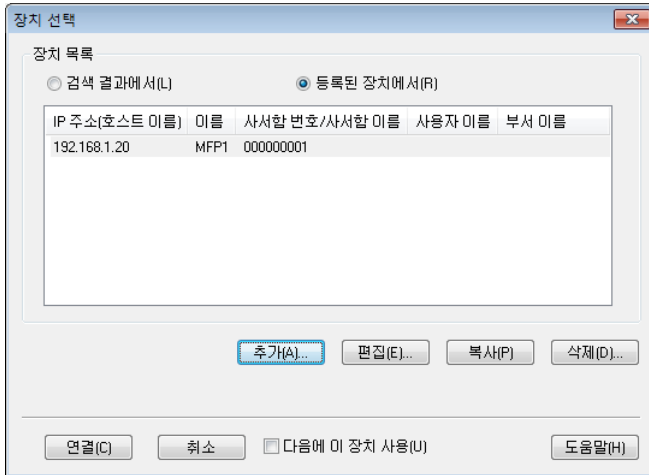 장치 선택
장치 목록
검색 결과에서(L) 등록된 장치에서(R)
IP 주소(호스트 이름) 이름 사서함 번호/사서함 이름 사용자 이름 부서 이름
192.168.1.20 MFP1 000000001
추가(A)... 편집(E)... 복사(P) 삭제(D)...
연결(C) 취소 다음에 이 장치 사용(U) 도움말(H)